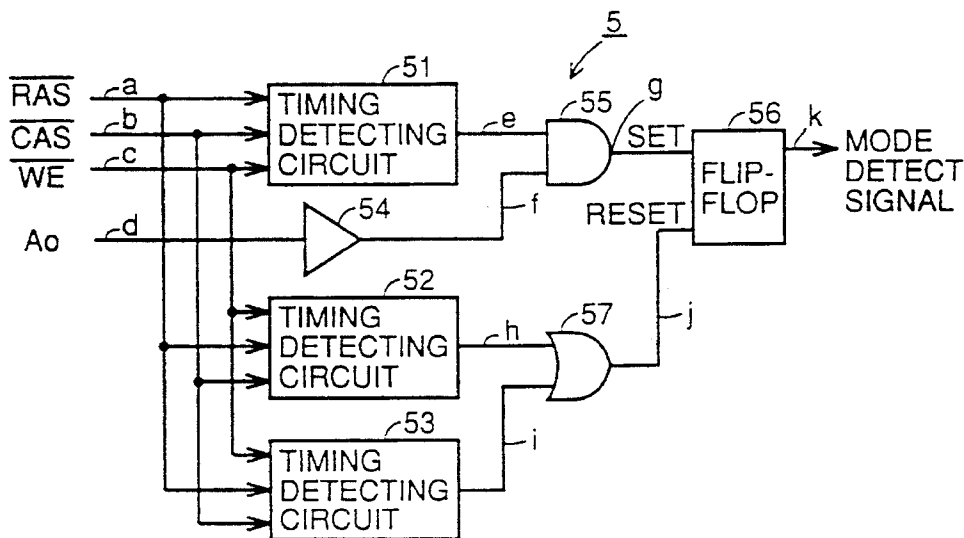 5
RAS a
CAS b
WE c
Ao d
51
TIMING
DETECTING
CIRCUIT
e
54
f
55
g
SET
RESET
56
FLIP-
FLOP
k
MODE
DETECT
SIGNAL
52
TIMING
DETECTING
CIRCUIT
h
57
j
53
TIMING
DETECTING
CIRCUIT
i